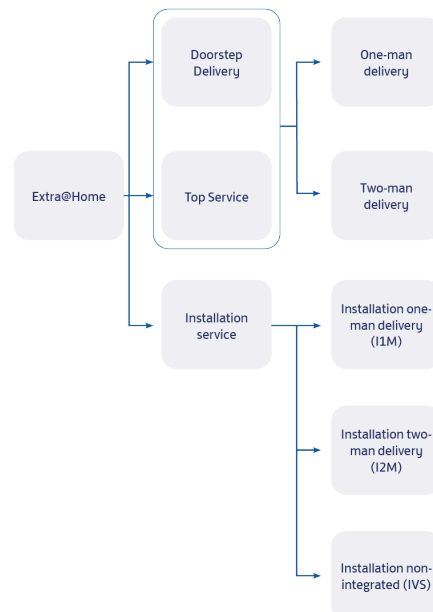 Doorstep
Delivery
One-man
delivery
Extra@Home
Top Service
Two-man
delivery
Installation
service
Installation one-
man delivery
(I1M)
Installation two-
man delivery
(I2M)
Installation non-
integrated (IVS)